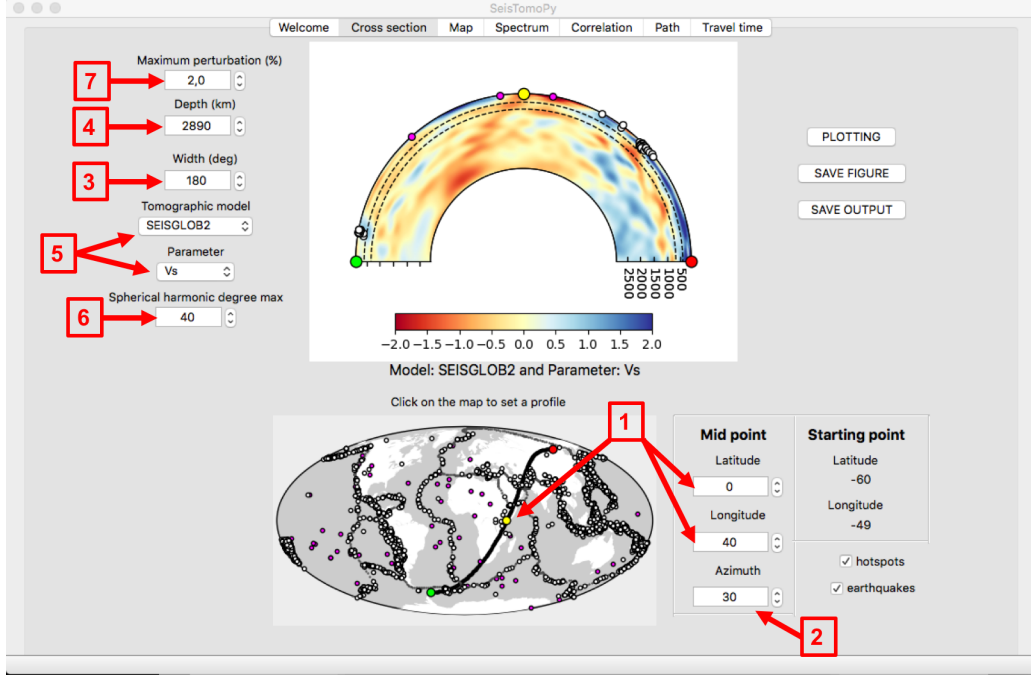 SeisTomoPy
Welcome Cross section Map Spectrum Correlation Path Travel time
Maximum perturbation (%)
7
2,0
Depth (km)
4
2890
Width (deg)
3
180
Tomographic model
SEISGLOB2
5
Parameter
Vs
Spherical harmonic degree max
6
40
500
1000
1500
2000
2500
−2.0 −1.5 −1.0 −0.5 0.0 0.5 1.0 1.5 2.0
Model: SEISGLOB2 and Parameter: Vs
PLOTTING
SAVE FIGURE
SAVE OUTPUT
Click on the map to set a profile
1
Mid point
Latitude
0
Longitude
40
Azimuth
30
2
Starting point
Latitude
-60
Longitude
-49
hotspots
earthquakes